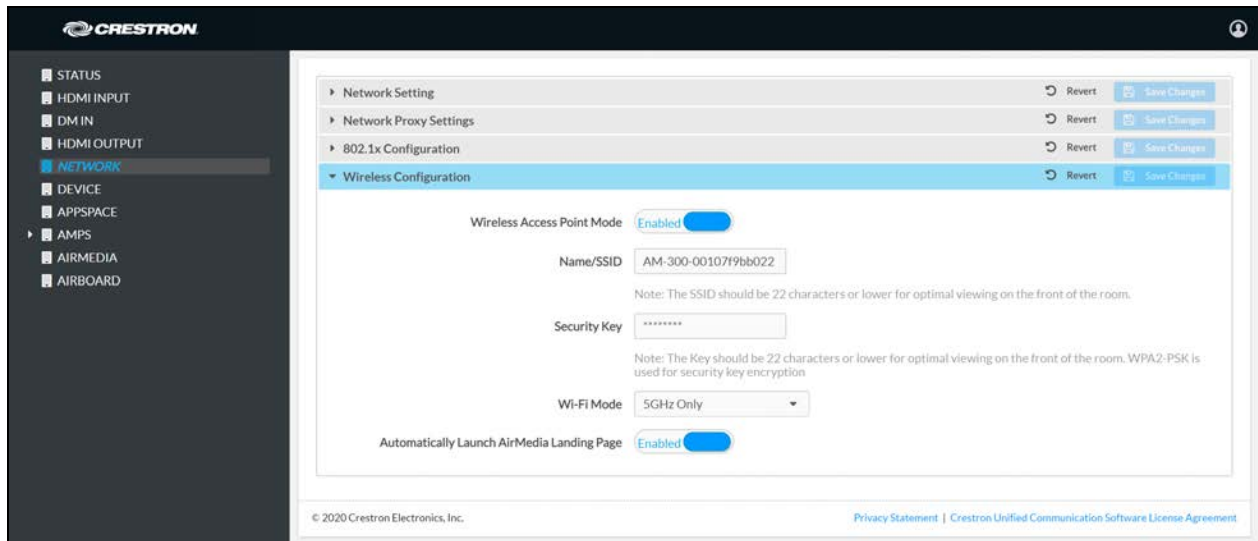 CRESTRON
STATUS
HDMI INPUT
DM IN
HDMI OUTPUT
NETWORK
DEVICE
APPSPACE
AMPS
AIRMEDIA
AIRBOARD
Network Setting Revert Save Changes
Network Proxy Settings Revert Save Changes
802.1x Configuration Revert Save Changes
Wireless Configuration Revert Save Changes
Wireless Access Point Mode Enabled
Name/SSID AM-300-00107f9bb022
Note: The SSID should be 22 characters or lower for optimal viewing on the front of the room.
Security Key ********
Note: The Key should be 22 characters or lower for optimal viewing on the front of the room. WPA2-PSK is
used for security key encryption
Wi-Fi Mode 5GHz Only
Automatically Launch AirMedia Landing Page Enabled
© 2020 Crestron Electronics, Inc. Privacy Statement | Crestron Unified Communication Software License Agreement